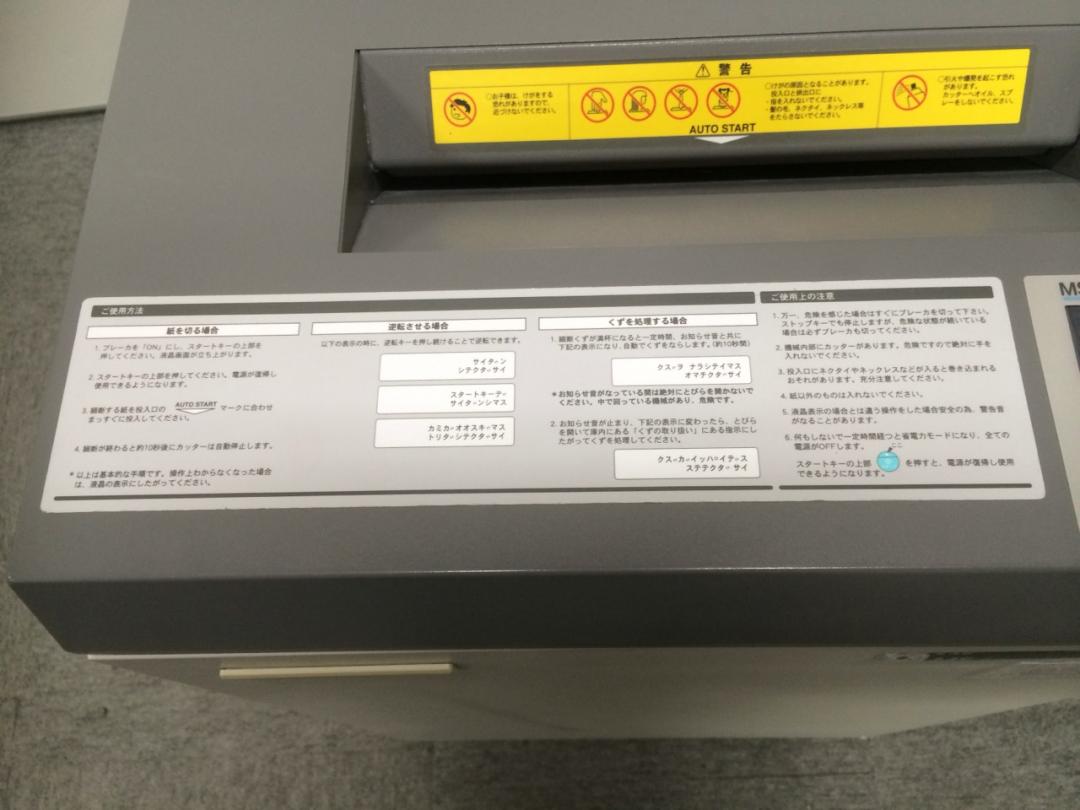 ⚠ 警告
○お子様は、けがをする
恐れがありますので、
近づけないでください。
○けがの原因となることがあります。
投入口と排出口に
・指を入れないでください。
・髪の毛、ネクタイ、ネックレス等
をたらさないでください。
○引火や爆発を起こす恐れ
があります。
カッターへオイル、スプ
レーをしないでください。
AUTO START
ご使用方法
紙を切る場合
1. ブレーカを「ON」にし、スタートキーの上部を
押してください。液晶画面が立ち上がります。
2. スタートキーの上部を押してください。電源が復帰し
使用できるようになります。
3. 細断する紙を投入口の AUTO START マークに合わせ
まっすぐに投入してください。
4. 細断が終わると約10秒後にカッターは自動停止します。
＊以上は基本的な手順です。操作上わからなくなった場合
は、液晶の表示にしたがってください。
逆転させる場合
以下の表示の時に、逆転キーを押し続けることで逆転できます。
サイタ゛ン
シテクタ゛サイ
スタートキーテ゛
サイタ゛ンシマス
カミカ゛オオスキ゛マス
トリタ゛シテクタ゛サイ
くずを処理する場合
1. 細断くずが満杯になると一定時間、お知らせ音と共に
下記の表示になり、自動でくずをならします。(約10秒間)
クス゛ヲ ナラシテイマス
オマチクタ゛サイ
＊お知らせ音がなっている間は絶対にとびらを開かないで
ください。中で回っている機械があり、危険です。
2. お知らせ音が止まり、下記の表示に変わったら、とびら
を開いて庫内にある「くずの取り扱い」にある指示にし
たがってくずを処理してください。
クス゛カ゛イッハ゜イテ゛ス
ステテクタ゛サイ
ご使用上の注意
1. 万一、危険を感じた場合はすぐにブレーカを切って下さい。
ストップキーでも停止しますが、危険な状態が続いている
場合は必ずブレーカを切ってください。
2. 機械内部にカッターがあります。危険ですので絶対に手を
入れないでください。
3. 投入口にネクタイやネックレスなどが入ると巻き込まれる
おそれがあります。充分注意してください。
4. 紙以外のものは入れないでください。
5. 液晶表示の場合とは違う操作をした場合安全の為、警告音
がなることがあります。
6. 何もしないで一定時間経つと省電力モードになり、全ての
電源がOFFします。
ここ
スタートキーの上部 を押すと、電源が復帰し使用
できるようになります。